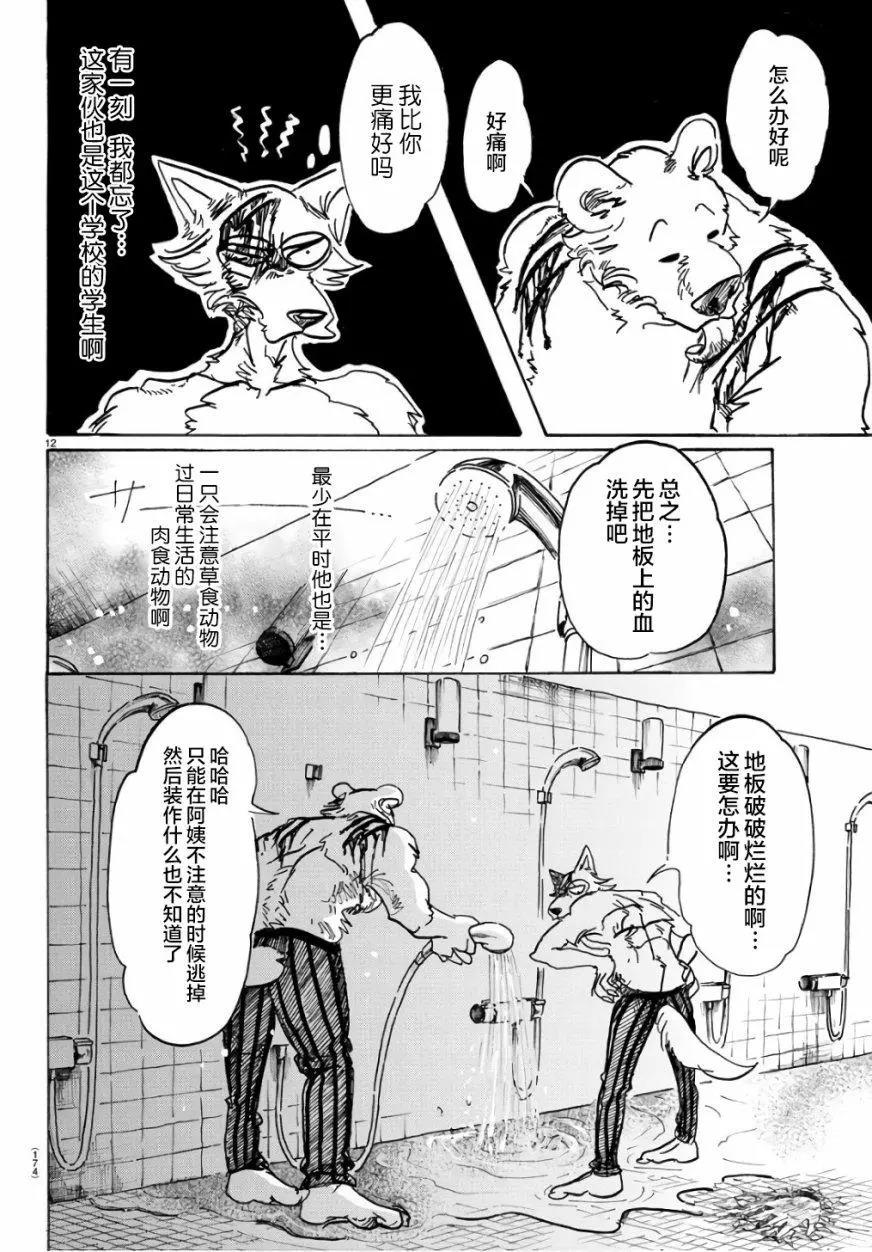 怎么办好呢
好痛啊
我比你
更痛好吗
有一刻 我都忘了…
这家伙也是这个学校的学生啊
12
总之…
先把地板上的血
洗掉吧
最少在平时他也是…
一只会注意草食动物
过日常生活的
肉食动物啊
サ
地板破破烂烂的啊…
这要怎办啊…
哈哈哈
只能在阿姨不注意的时候逃掉
然后装作什么也不知道了
(174)